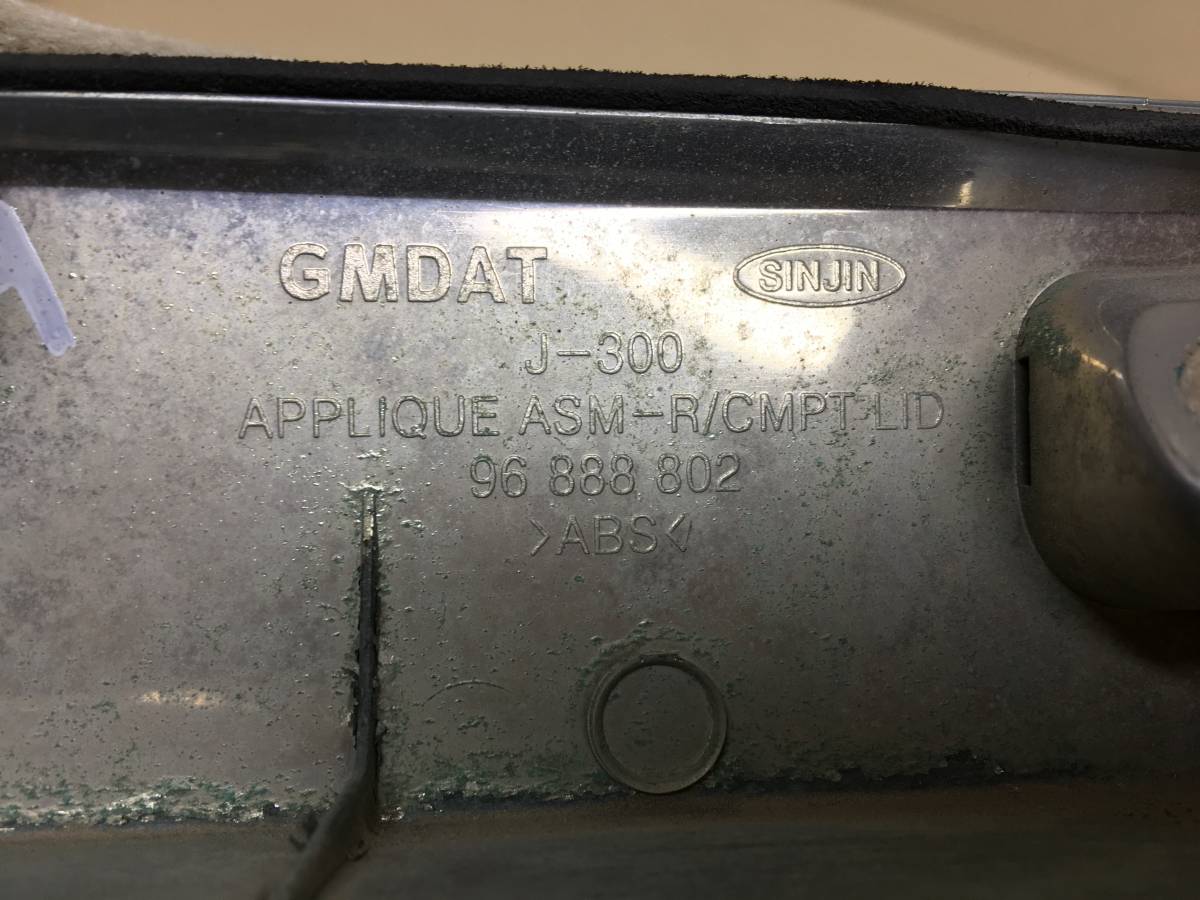 GMDAT SINJIN
J-300
APPLIQUE ASM-R/CMPT LID
96 888 802
>ABS<